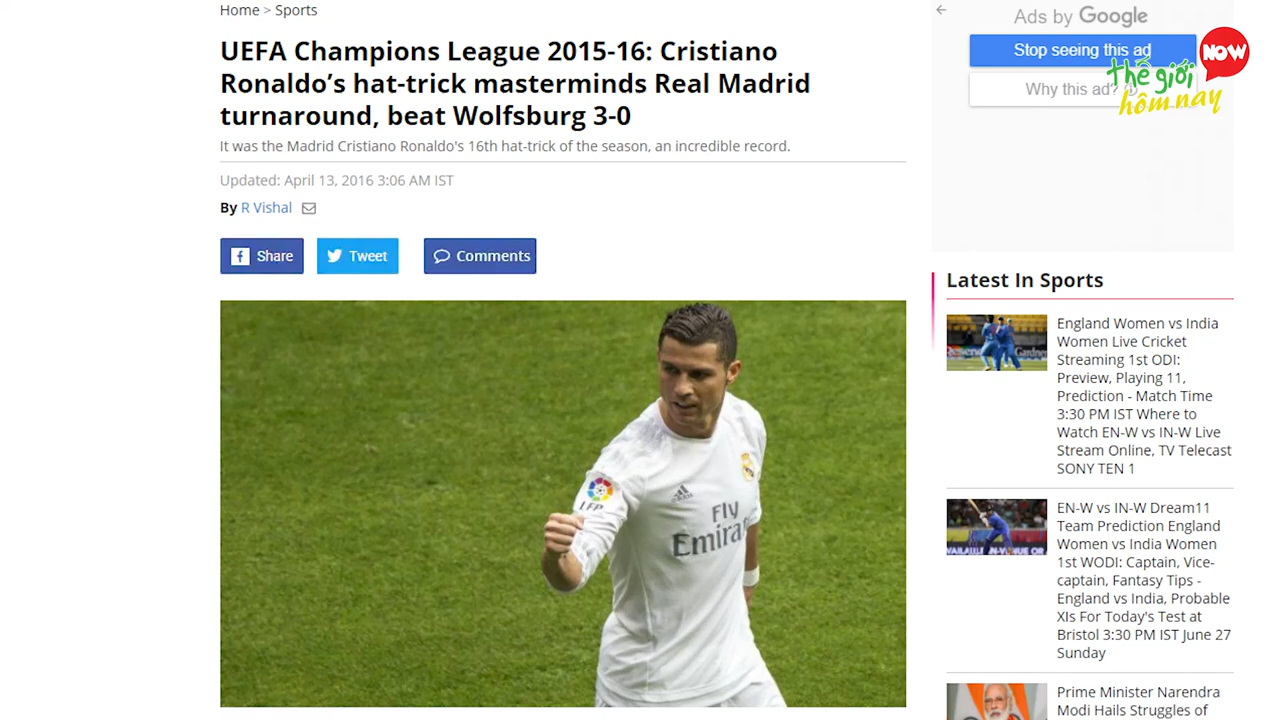 Home > Sports
UEFA Champions League 2015-16: Cristiano
Ronaldo’s hat-trick masterminds Real Madrid
turnaround, beat Wolfsburg 3-0
It was the Madrid Cristiano Ronaldo's 16th hat-trick of the season, an incredible record.
Updated: April 13, 2016 3:06 AM IST
By R Vishal
Share
Tweet
Comments
LFP
Fly
Emirat
Ads by Google
Stop seeing this ad
Why this ad?
NOW
thế giới
hôm nay
Latest In Sports
England Women vs India
Women Live Cricket
Streaming 1st ODI:
Preview, Playing 11,
Prediction - Match Time
3:30 PM IST Where to
Watch EN-W vs IN-W Live
Stream Online, TV Telecast
SONY TEN 1
EN-W vs IN-W Dream11
Team Prediction England
Women vs India Women
1st WODI: Captain, Vice-
captain, Fantasy Tips -
England vs India, Probable
XIs For Today's Test at
Bristol 3:30 PM IST June 27
Sunday
Prime Minister Narendra
Modi Hails Struggles of